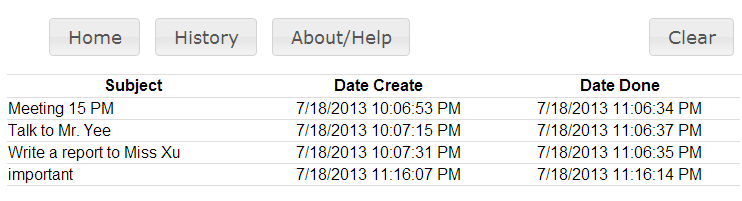 Home History About/Help Clear
Subject Date Create Date Done
Meeting 15 PM 7/18/2013 10:06:53 PM 7/18/2013 11:06:34 PM
Talk to Mr. Yee 7/18/2013 10:07:15 PM 7/18/2013 11:06:37 PM
Write a report to Miss Xu 7/18/2013 10:07:31 PM 7/18/2013 11:06:35 PM
important 7/18/2013 11:16:07 PM 7/18/2013 11:16:14 PM